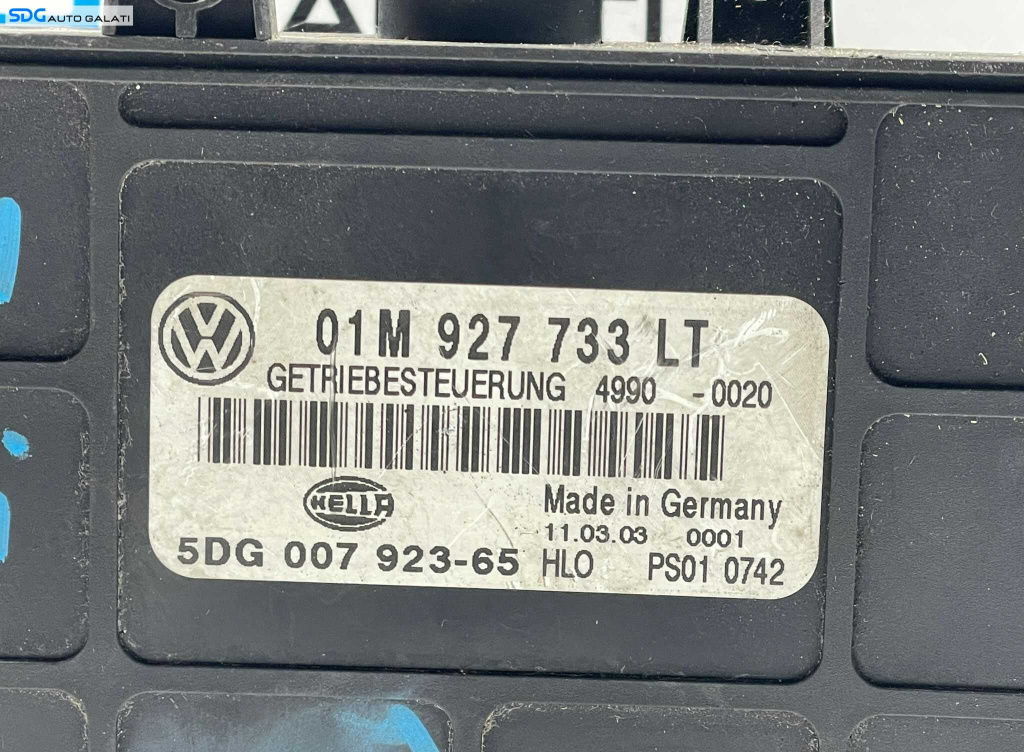 SDG AUTO GALATI
01M 927 733 LT
GETRIEBESTEUERUNG 4990 -0020
HELLA
Made in Germany
11.03.03 0001
5DG 007 923-65 HLO PS01 0742